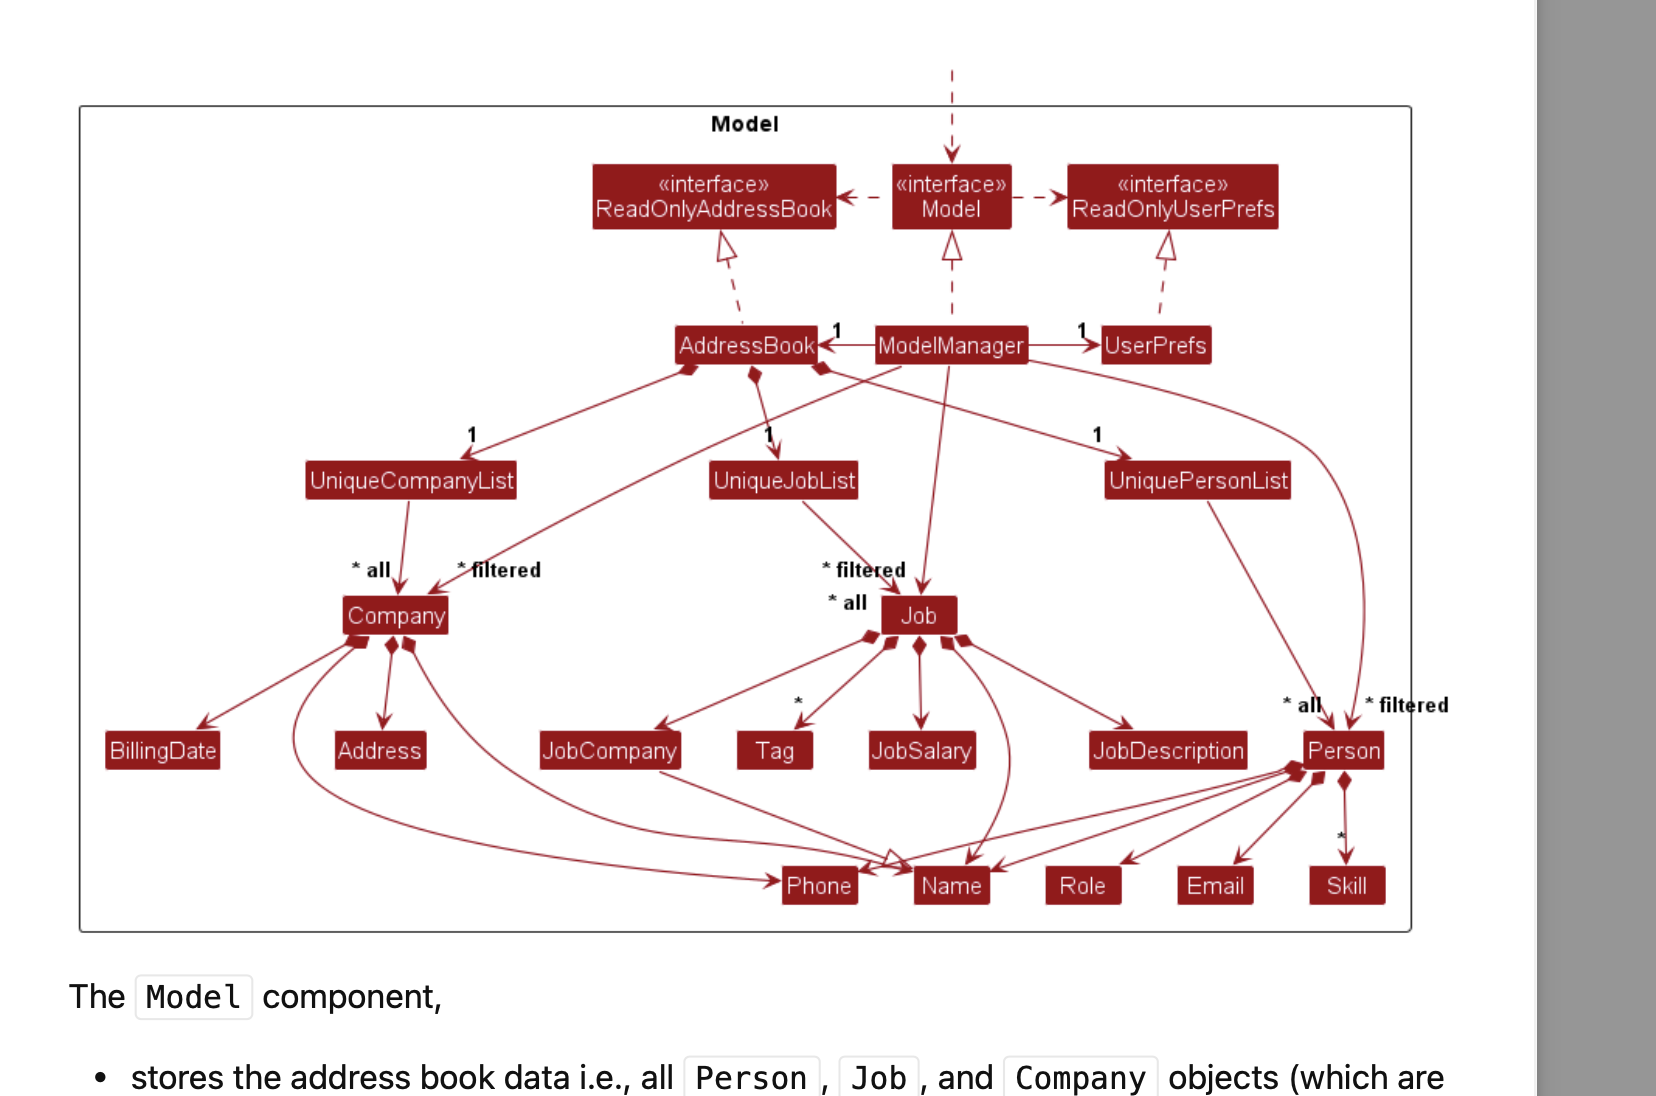 Model
«interface»
ReadOnlyAddressBook
«interface»
Model
«interface»
ReadOnlyUserPrefs
AddressBook
1
ModelManager
1
UserPrefs
1
1
1
UniqueCompanyList
UniqueJobList
UniquePersonList
* all
* filtered
* filtered
* all
Company
Job
* all
* filtered
*
BillingDate
Address
JobCompany
Tag
JobSalary
JobDescription
Person
*
Phone
Name
Role
Email
Skill
The Model component,
• stores the address book data i.e., all Person , Job , and Company objects (which are